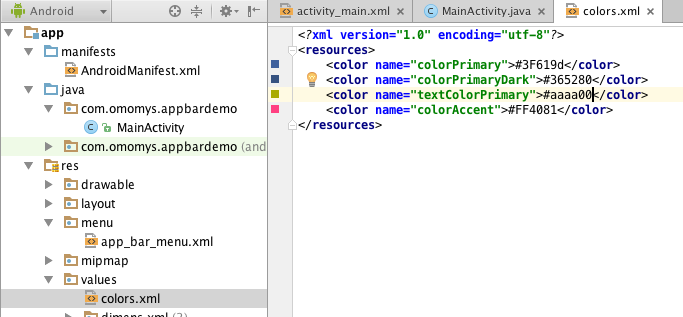 Android
app
manifests
AndroidManifest.xml
java
com.omomys.appbardemo
MainActivity
com.omomys.appbardemo (and
res
drawable
layout
menu
app_bar_menu.xml
mipmap
values
colors.xml
dimens.xml (2)
activity_main.xml
MainActivity.java
colors.xml
<?xml version="1.0" encoding="utf-8"?>
<resources>
<color name="colorPrimary">#3F619d</color>
<color name="colorPrimaryDark">#365280</color>
<color name="textColorPrimary">#aaaa00</color>
<color name="colorAccent">#FF4081</color>
</resources>